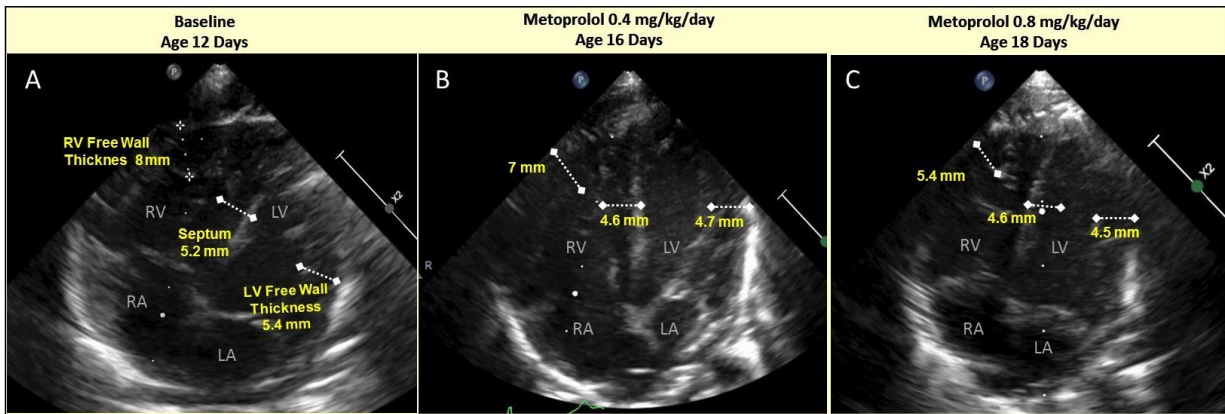 Baseline
Age 12 Days
Metoprolol 0.4 mg/kg/day
Age 16 Days
Metoprolol 0.8 mg/kg/day
Age 18 Days
A
P
RV Free Wall
Thicknes 8mm
X2
RV
LV
Septum
5.2 mm
LV Free Wall
Thickness
5.4 mm
RA
LA
B
P
7 mm
4.6 mm
4.7 mm
RV
LV
R
RA
LA
C
P
X2
5.4 mm
4.6 mm
4.5 mm
RV
LV
RA
LA